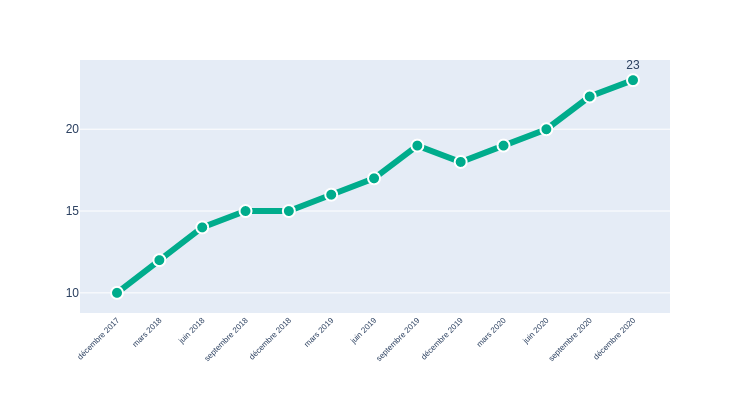 23
20
15
10
décembre 2017
mars 2018
juin 2018
septembre 2018
décembre 2018
mars 2019
juin 2019
septembre 2019
décembre 2019
mars 2020
juin 2020
septembre 2020
décembre 2020